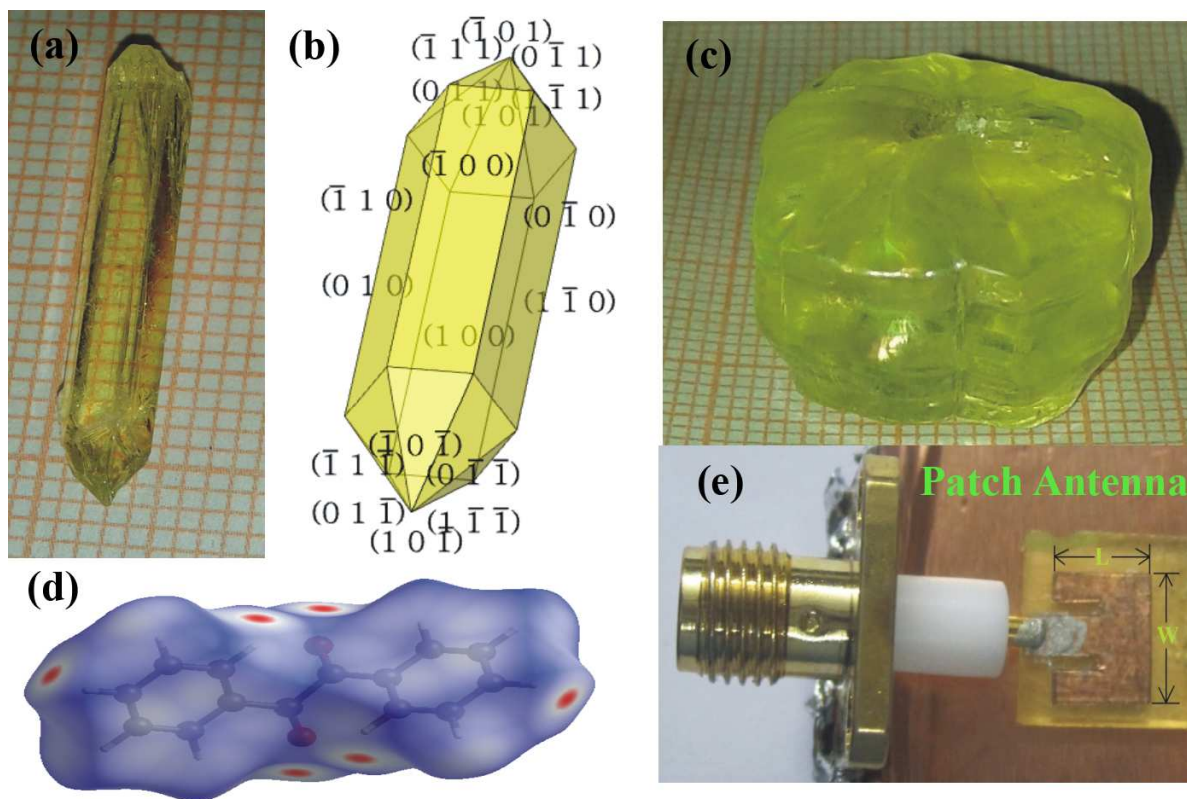 (a)
(b)
(1̄ 0 1)
(1̄ 1 1)
(0 1̄ 1)
(0 1 1)
(1 1̄ 1)
(1 0 1)
(1̄ 0 0)
(1̄ 1 0)
(0 1̄ 0)
(0 1 0)
(1 1̄ 0)
(1 0 0)
(1̄ 0 1̄)
(1̄ 1 1̄)
(0 1̄ 1̄)
(0 1 1̄)
(1 1̄ 1̄)
(1 0 1̄)
(c)
(d)
(e)
Patch Antenna
L
W